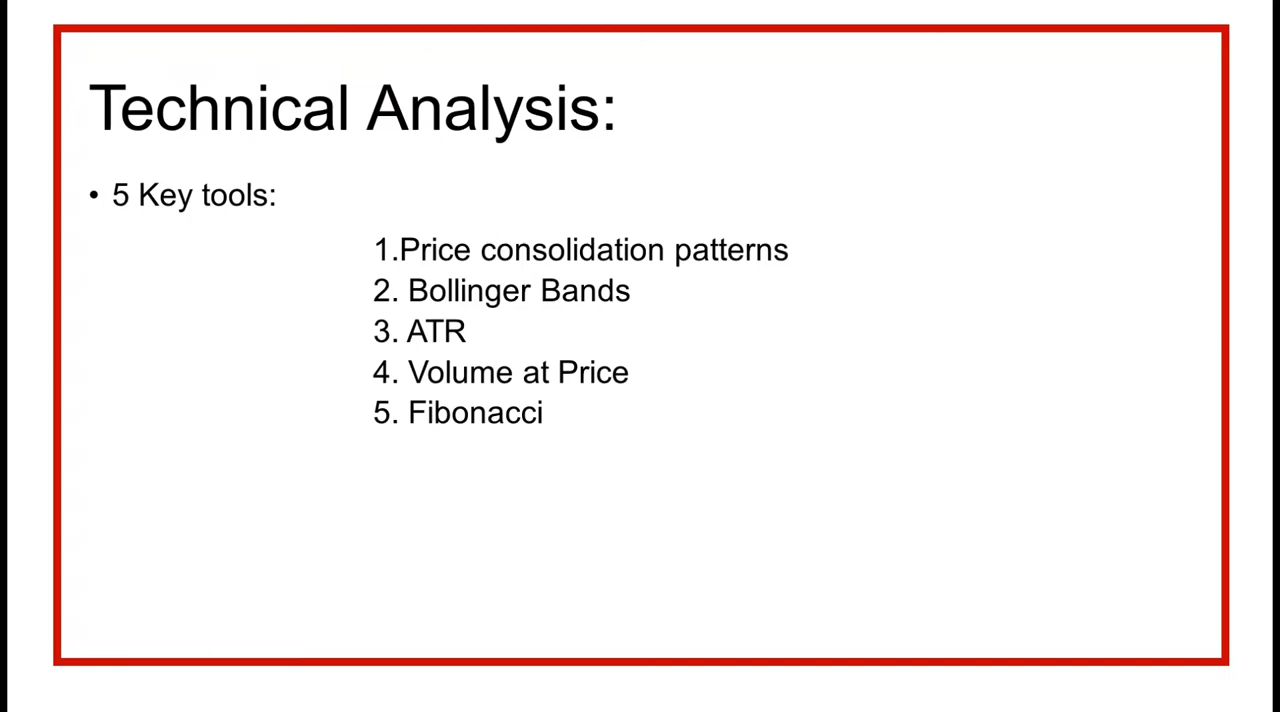 Technical Analysis:
• 5 Key tools:
1.Price consolidation patterns
2. Bollinger Bands
3. ATR
4. Volume at Price
5. Fibonacci